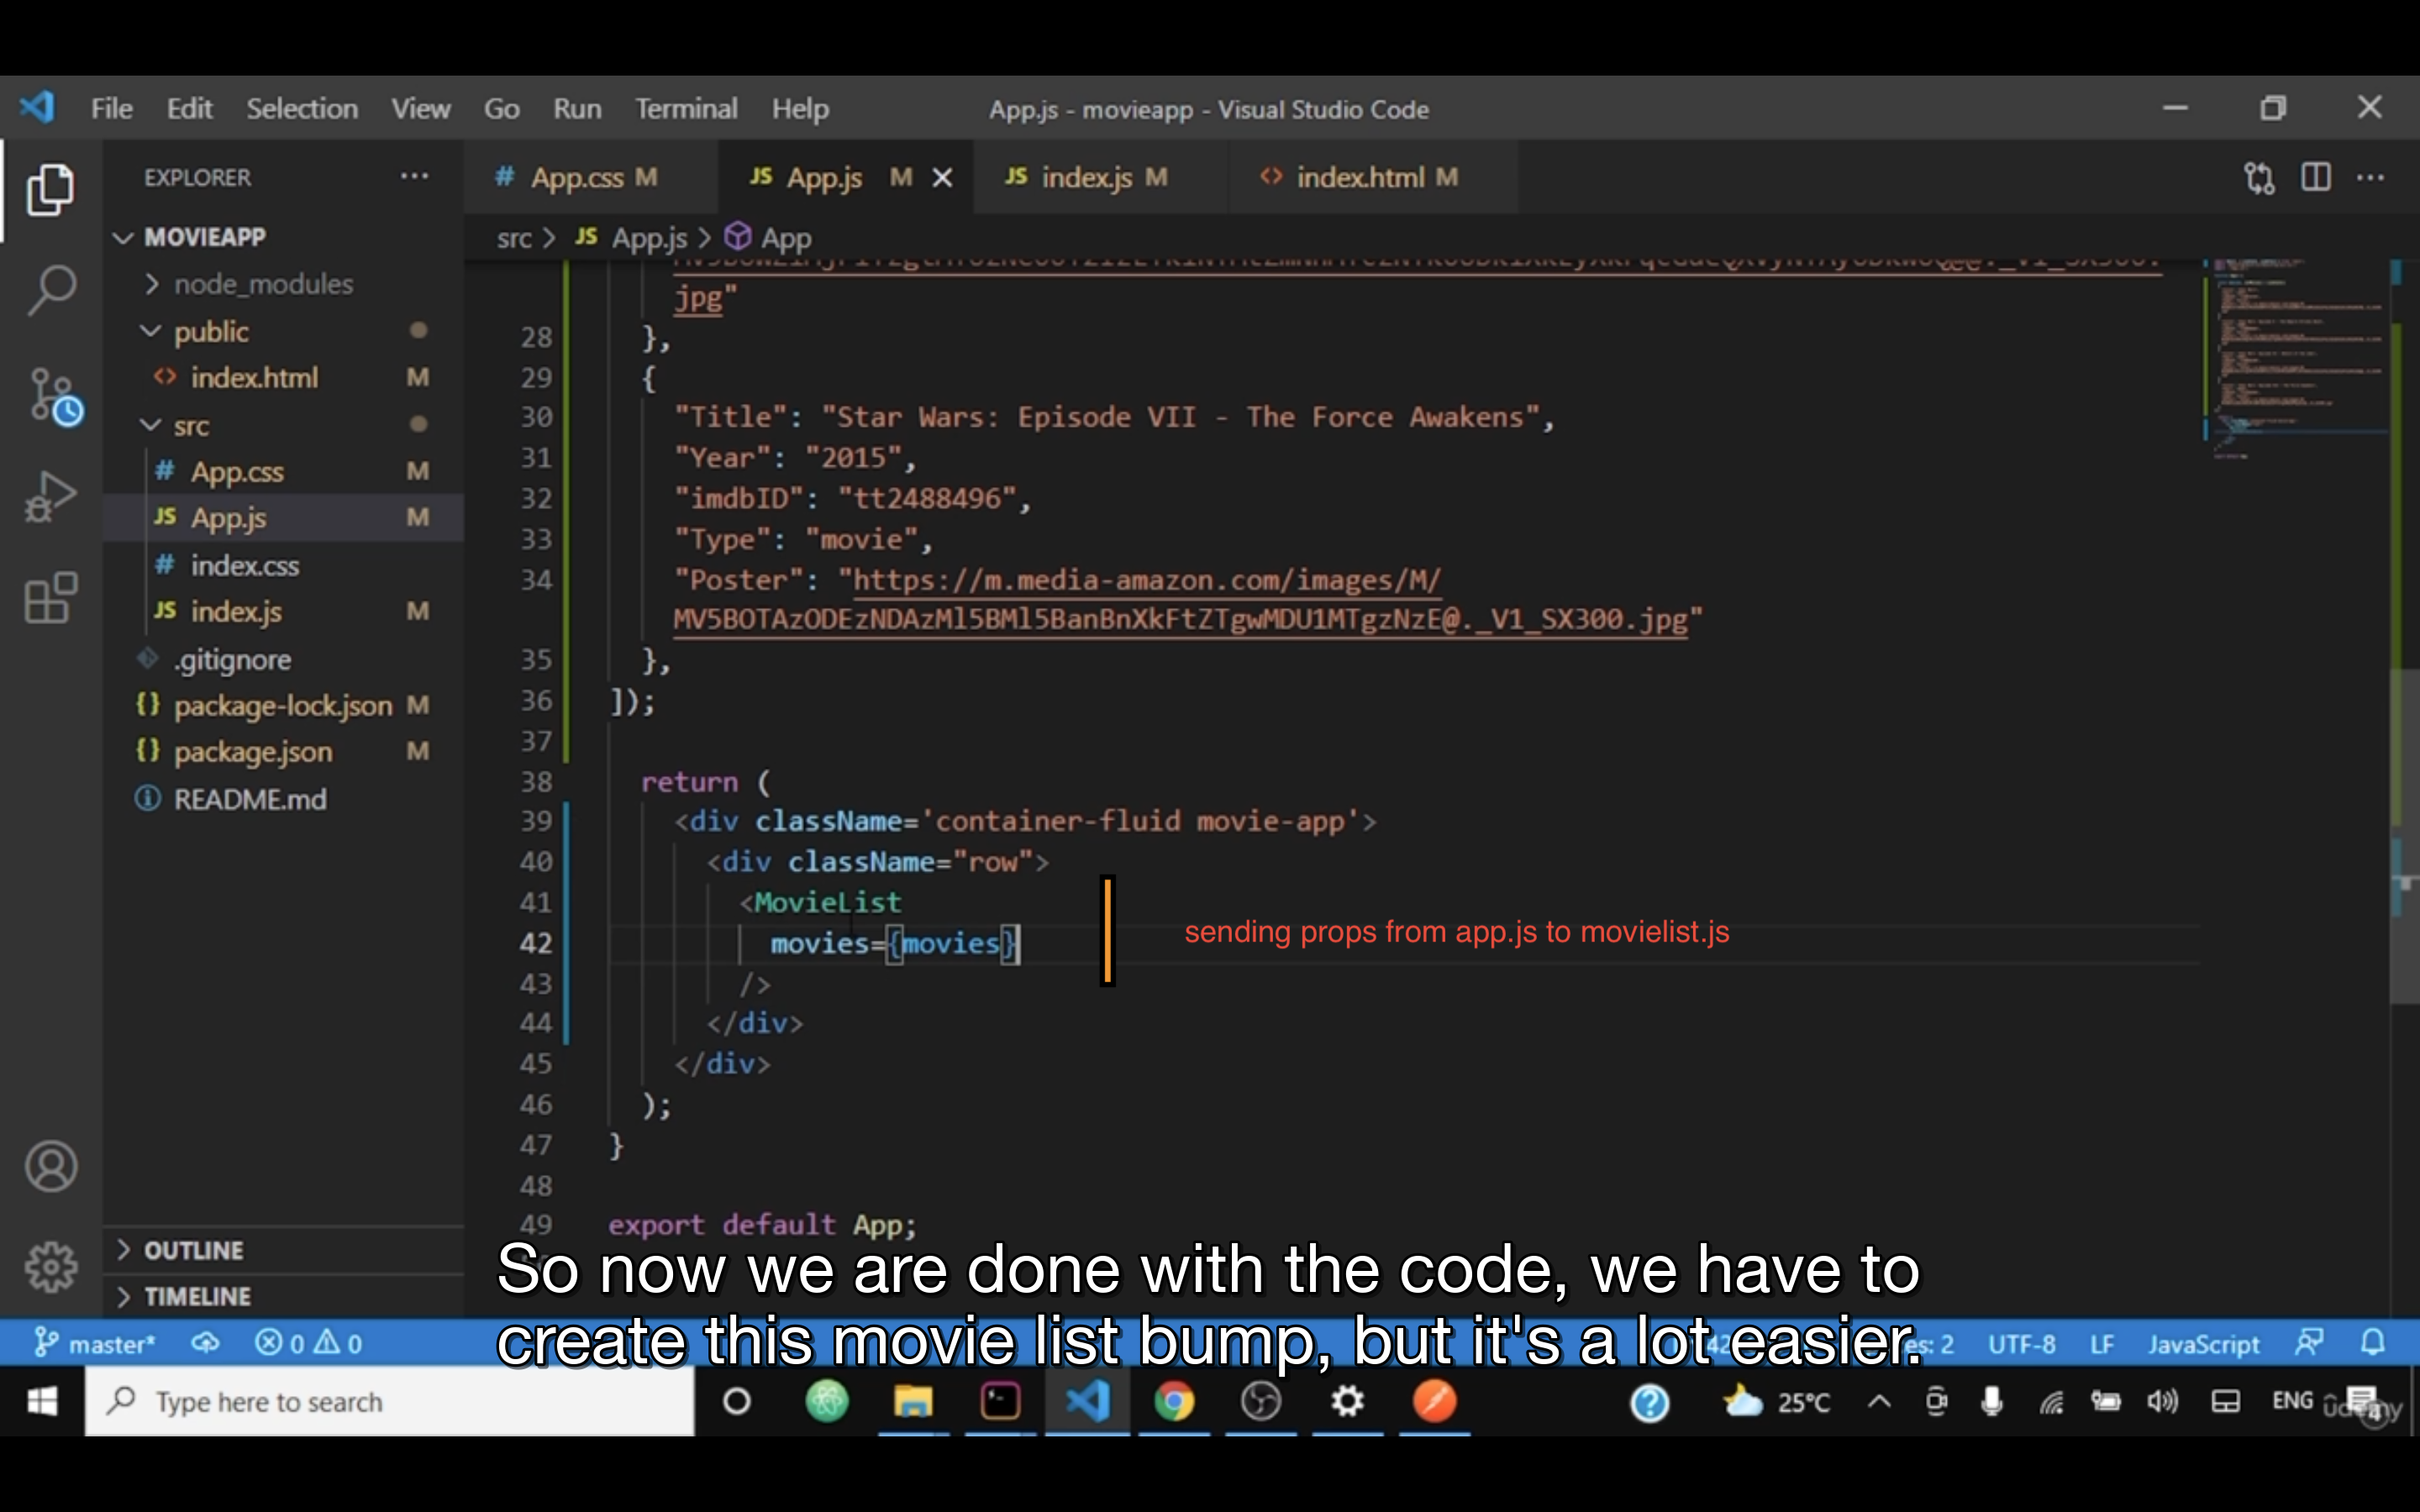 File Edit Selection View Go Run Terminal Help App.js - movieapp - Visual Studio Code
EXPLORER
# App.css M JS App.js M JS index.js M <> index.html M
MOVIEAPP
src > JS App.js > App
node_modules
public
<> index.html M
src
# App.css M
JS App.js M
# index.css
JS index.js M
.gitignore
{} package-lock.json M
{} package.json M
README.md
OUTLINE
TIMELINE
jpg"
28 },
29 {
30 "Title": "Star Wars: Episode VII - The Force Awakens",
31 "Year": "2015",
32 "imdbID": "tt2488496",
33 "Type": "movie",
34 "Poster": "https://m.media-amazon.com/images/M/
MV5BOTAzODEzNDAzMl5BMl5BanBnXkFtZTgwMDU1MTgzNzE@._V1_SX300.jpg"
35 },
36 ]);
37
38 return (
39 <div className='container-fluid movie-app'>
40 <div className="row">
41 <MovieList
42 movies={movies}
sending props from app.js to movielist.js
43 />
44 </div>
45 </div>
46 );
47 }
48
49 export default App;
So now we are done with the code, we have to
create this movie list bump, but it's a lot easier.
master* 0 0 UTF-8 LF JavaScript
Type here to search 25°C ENG
udemy